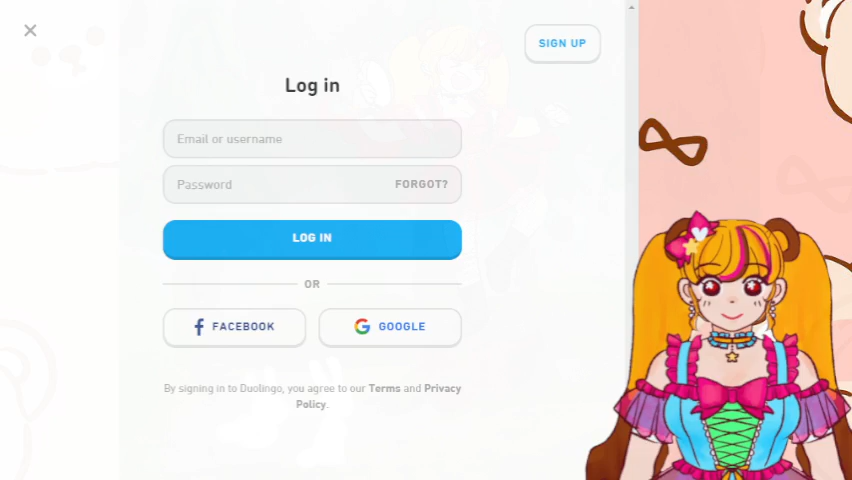 SIGN UP
Log in
Email or username
Password
FORGOT?
LOG IN
OR
FACEBOOK
GOOGLE
By signing in to Duolingo, you agree to our Terms and Privacy
Policy.